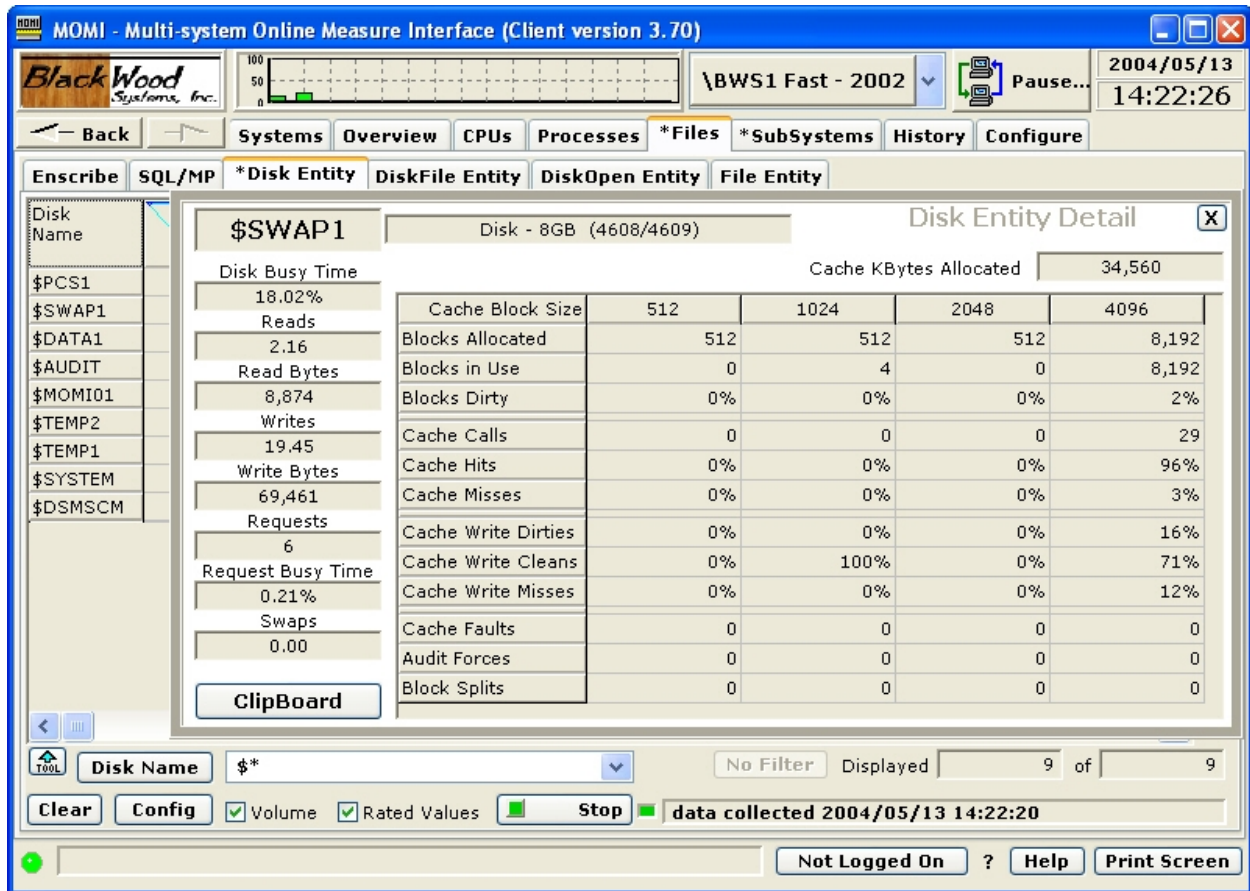 MOMI - Multi-system Online Measure Interface (Client version 3.70)
BlackWood
Systems, Inc.
100
50
0
\BWS1 Fast - 2002
Pause...
2004/05/13
14:22:26
Back
Systems Overview CPUs Processes *Files *SubSystems History Configure
Enscribe SQL/MP *Disk Entity DiskFile Entity DiskOpen Entity File Entity
Disk
Name
$PCS1
$SWAP1
$DATA1
$AUDIT
$MOMI01
$TEMP2
$TEMP1
$SYSTEM
$DSMSCM
$SWAP1 Disk - 8GB (4608/4609) Disk Entity Detail X
Disk Busy Time
18.02%
Reads
2.16
Read Bytes
8,874
Writes
19.45
Write Bytes
69,461
Requests
6
Request Busy Time
0.21%
Swaps
0.00
ClipBoard
Cache KBytes Allocated 34,560
Cache Block Size 512 1024 2048 4096
Blocks Allocated 512 512 512 8,192
Blocks in Use 0 4 0 8,192
Blocks Dirty 0% 0% 0% 2%
Cache Calls 0 0 0 29
Cache Hits 0% 0% 0% 96%
Cache Misses 0% 0% 0% 3%
Cache Write Dirties 0% 0% 0% 16%
Cache Write Cleans 0% 100% 0% 71%
Cache Write Misses 0% 0% 0% 12%
Cache Faults 0 0 0 0
Audit Forces 0 0 0 0
Block Splits 0 0 0 0
TOOL Disk Name $* No Filter Displayed 9 of 9
Clear Config Volume Rated Values Stop data collected 2004/05/13 14:22:20
Not Logged On ? Help Print Screen